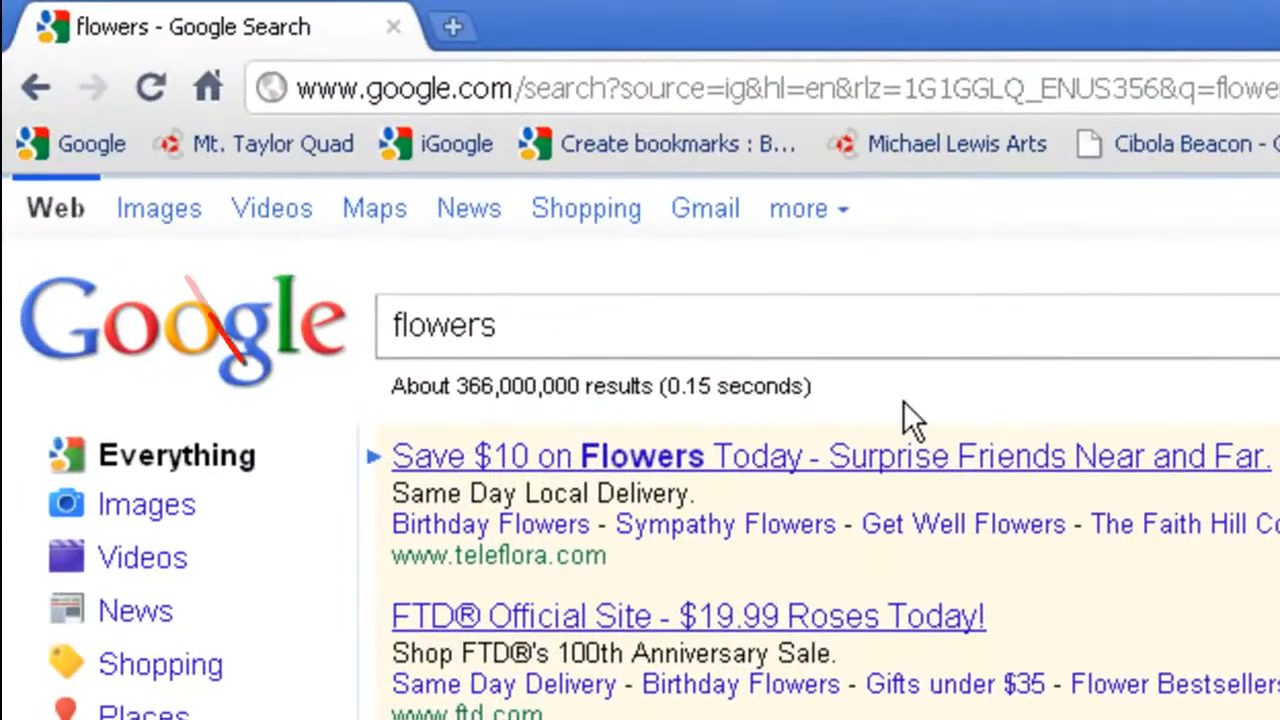 flowers - Google Search
www.google.com/search?source=ig&hl=en&rlz=1G1GGLQ_ENUS356&q=flowe
Google Mt. Taylor Quad iGoogle Create bookmarks : B... Michael Lewis Arts Cibola Beacon -
Web Images Videos Maps News Shopping Gmail more
Google flowers
About 366,000,000 results (0.15 seconds)
Everything
Images
Videos
News
Shopping
Places
Save $10 on Flowers Today - Surprise Friends Near and Far.
Same Day Local Delivery.
Birthday Flowers - Sympathy Flowers - Get Well Flowers - The Faith Hill Co
www.teleflora.com
FTD® Official Site - $19.99 Roses Today!
Shop FTD®'s 100th Anniversary Sale.
Same Day Delivery - Birthday Flowers - Gifts under $35 - Flower Bestsellers
www.ftd.com